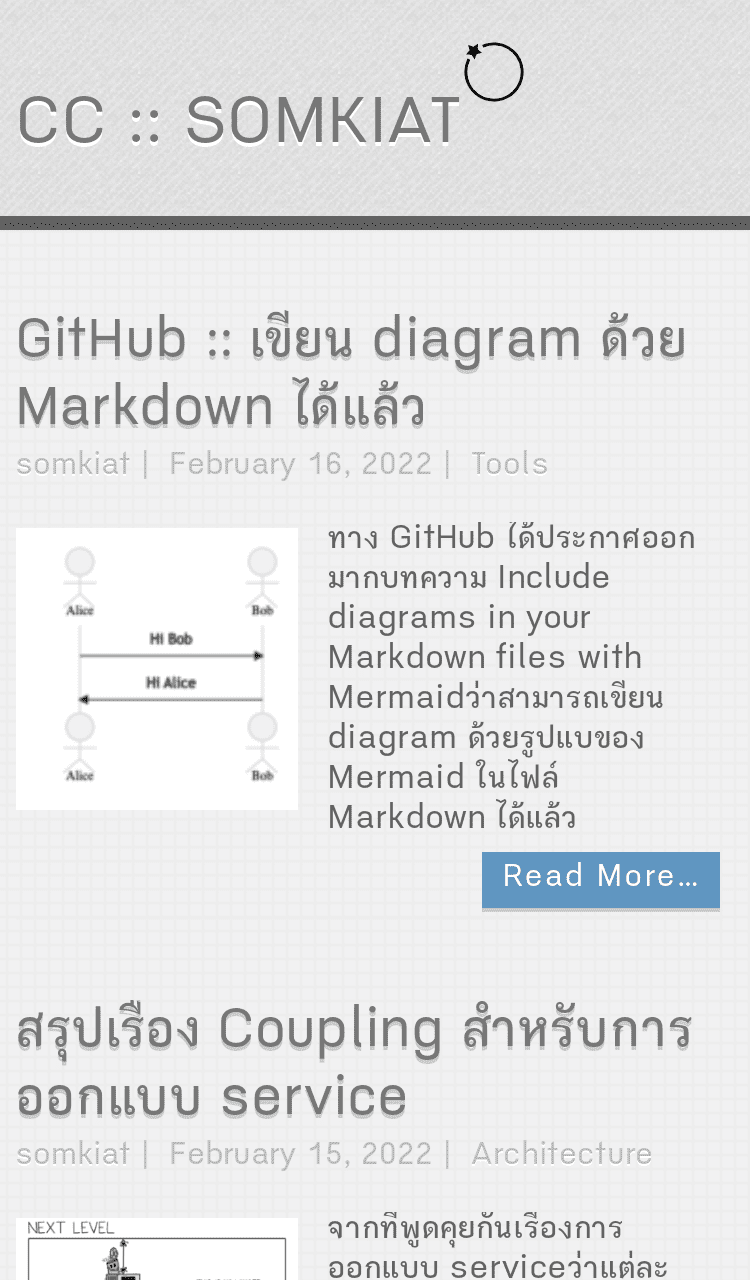 CC :: SOMKIAT
GitHub :: เขียน diagram ด้วย
Markdown ได้แล้ว
somkiat | February 16, 2022 | Tools
ทาง GitHub ได้ประกาศออก
มากบทความ Include
diagrams in your
Markdown files with
Mermaidว่าสามารถเขียน
diagram ด้วยรูปแบของ
Mermaid ในไฟล์
Markdown ได้แล้ว
Alice Bob
Hi Bob
Hi Alice
Alice Bob
Read More...
สรุปเรื่อง Coupling สำหรับการ
ออกแบบ service
somkiat | February 15, 2022 | Architecture
NEXT LEVEL
จากที่พูดคุยกันเรื่องการ
ออกแบบ serviceว่าแต่ละ